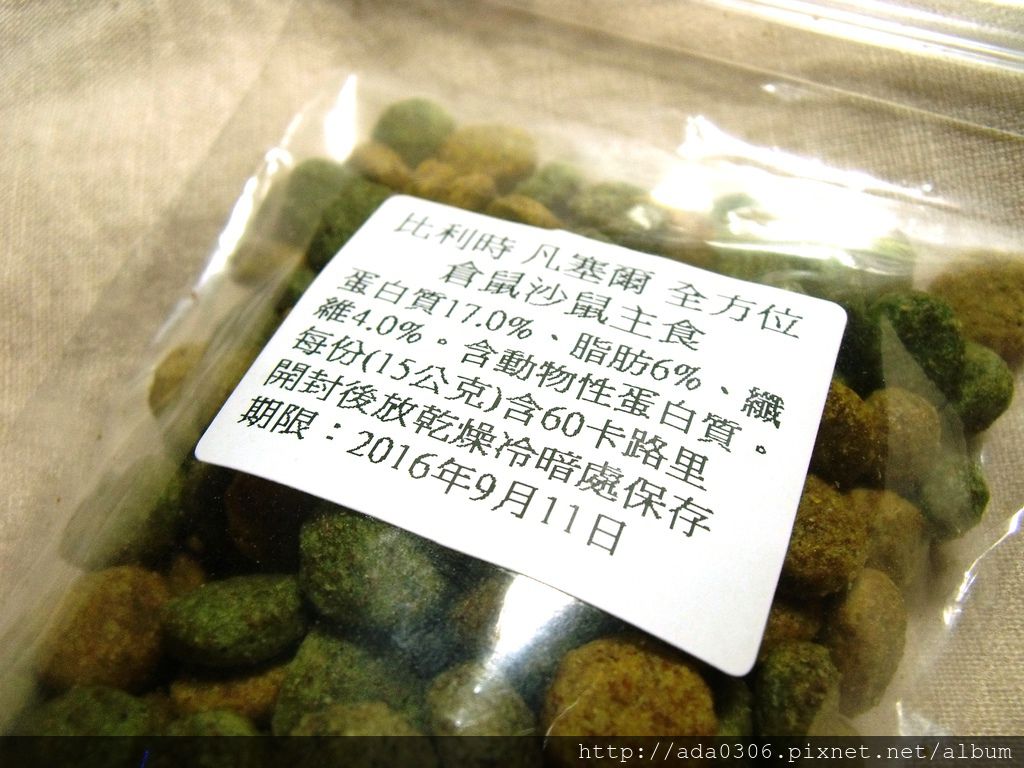 比利時 凡塞爾 全方位
倉鼠沙鼠主食
蛋白質17.0%、脂肪6%、纖
維4.0%。含動物性蛋白質。
每份(15公克)含60卡路里
開封後放乾燥冷暗處保存
期限：2016年9月11日
http://ada0306.pixnet.net/album